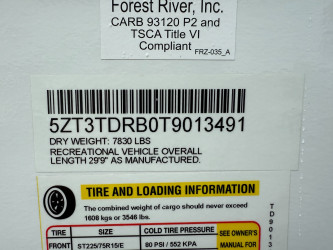 Forest River, Inc.
CARB 93120 P2 and
TSCA Title VI
Compliant
FRZ-035_A
5ZT3TDRB0T9013491
DRY WEIGHT: 7830 LBS
RECREATIONAL VEHICLE OVERALL
LENGTH 29'9" AS MANUFACTURED.
TIRE AND LOADING INFORMATION
The combined weight of cargo should never exceed
1608 kgs or 3546 lbs.
TIRE SIZE COLD TIRE PRESSURE SEE OWNER'S
FRONT ST225/75R15/E 80 PSI / 552 KPA MANUAL FOR
TD9013